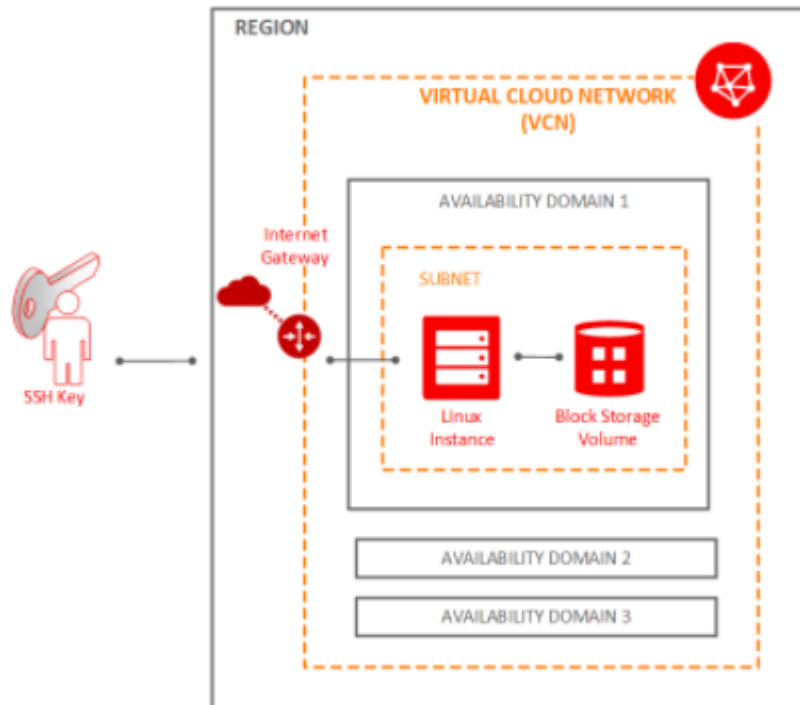 REGION
VIRTUAL CLOUD NETWORK
(VCN)
AVAILABILITY DOMAIN 1
Internet
Gateway
SUBNET
SSH Key
Linux
Instance
Block Storage
Volume
AVAILABILITY DOMAIN 2
AVAILABILITY DOMAIN 3